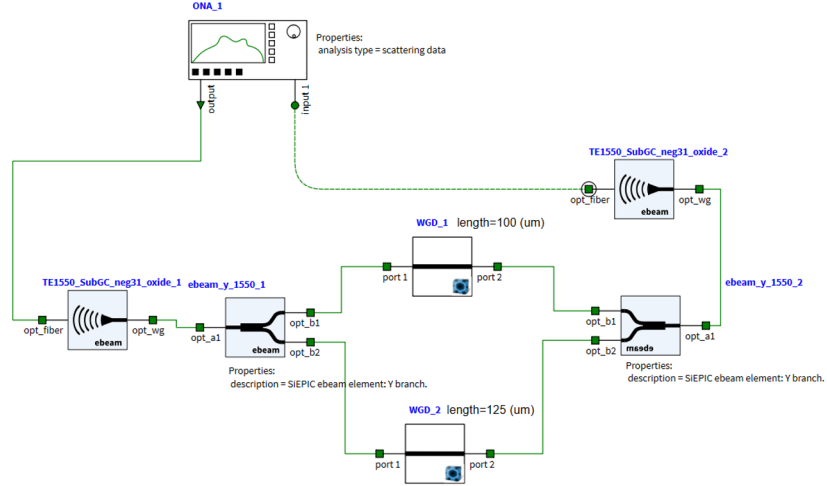 ONA_1
Properties:
analysis type = scattering data
output
input 1
TE1550_SubGC_neg31_oxide_2
opt_fiber
opt_wg
ebeam
WGD_1 length=100 (um)
port 1
port 2
TE1550_SubGC_neg31_oxide_1
opt_fiber
opt_wg
ebeam
ebeam_y_1550_1
opt_a1
opt_b1
opt_b2
ebeam
Properties:
description = SiEPIC ebeam element: Y branch.
ebeam_y_1550_2
opt_b1
opt_b2
opt_a1
ebeam
Properties:
description = SiEPIC ebeam element: Y branch.
WGD_2 length=125 (um)
port 1
port 2